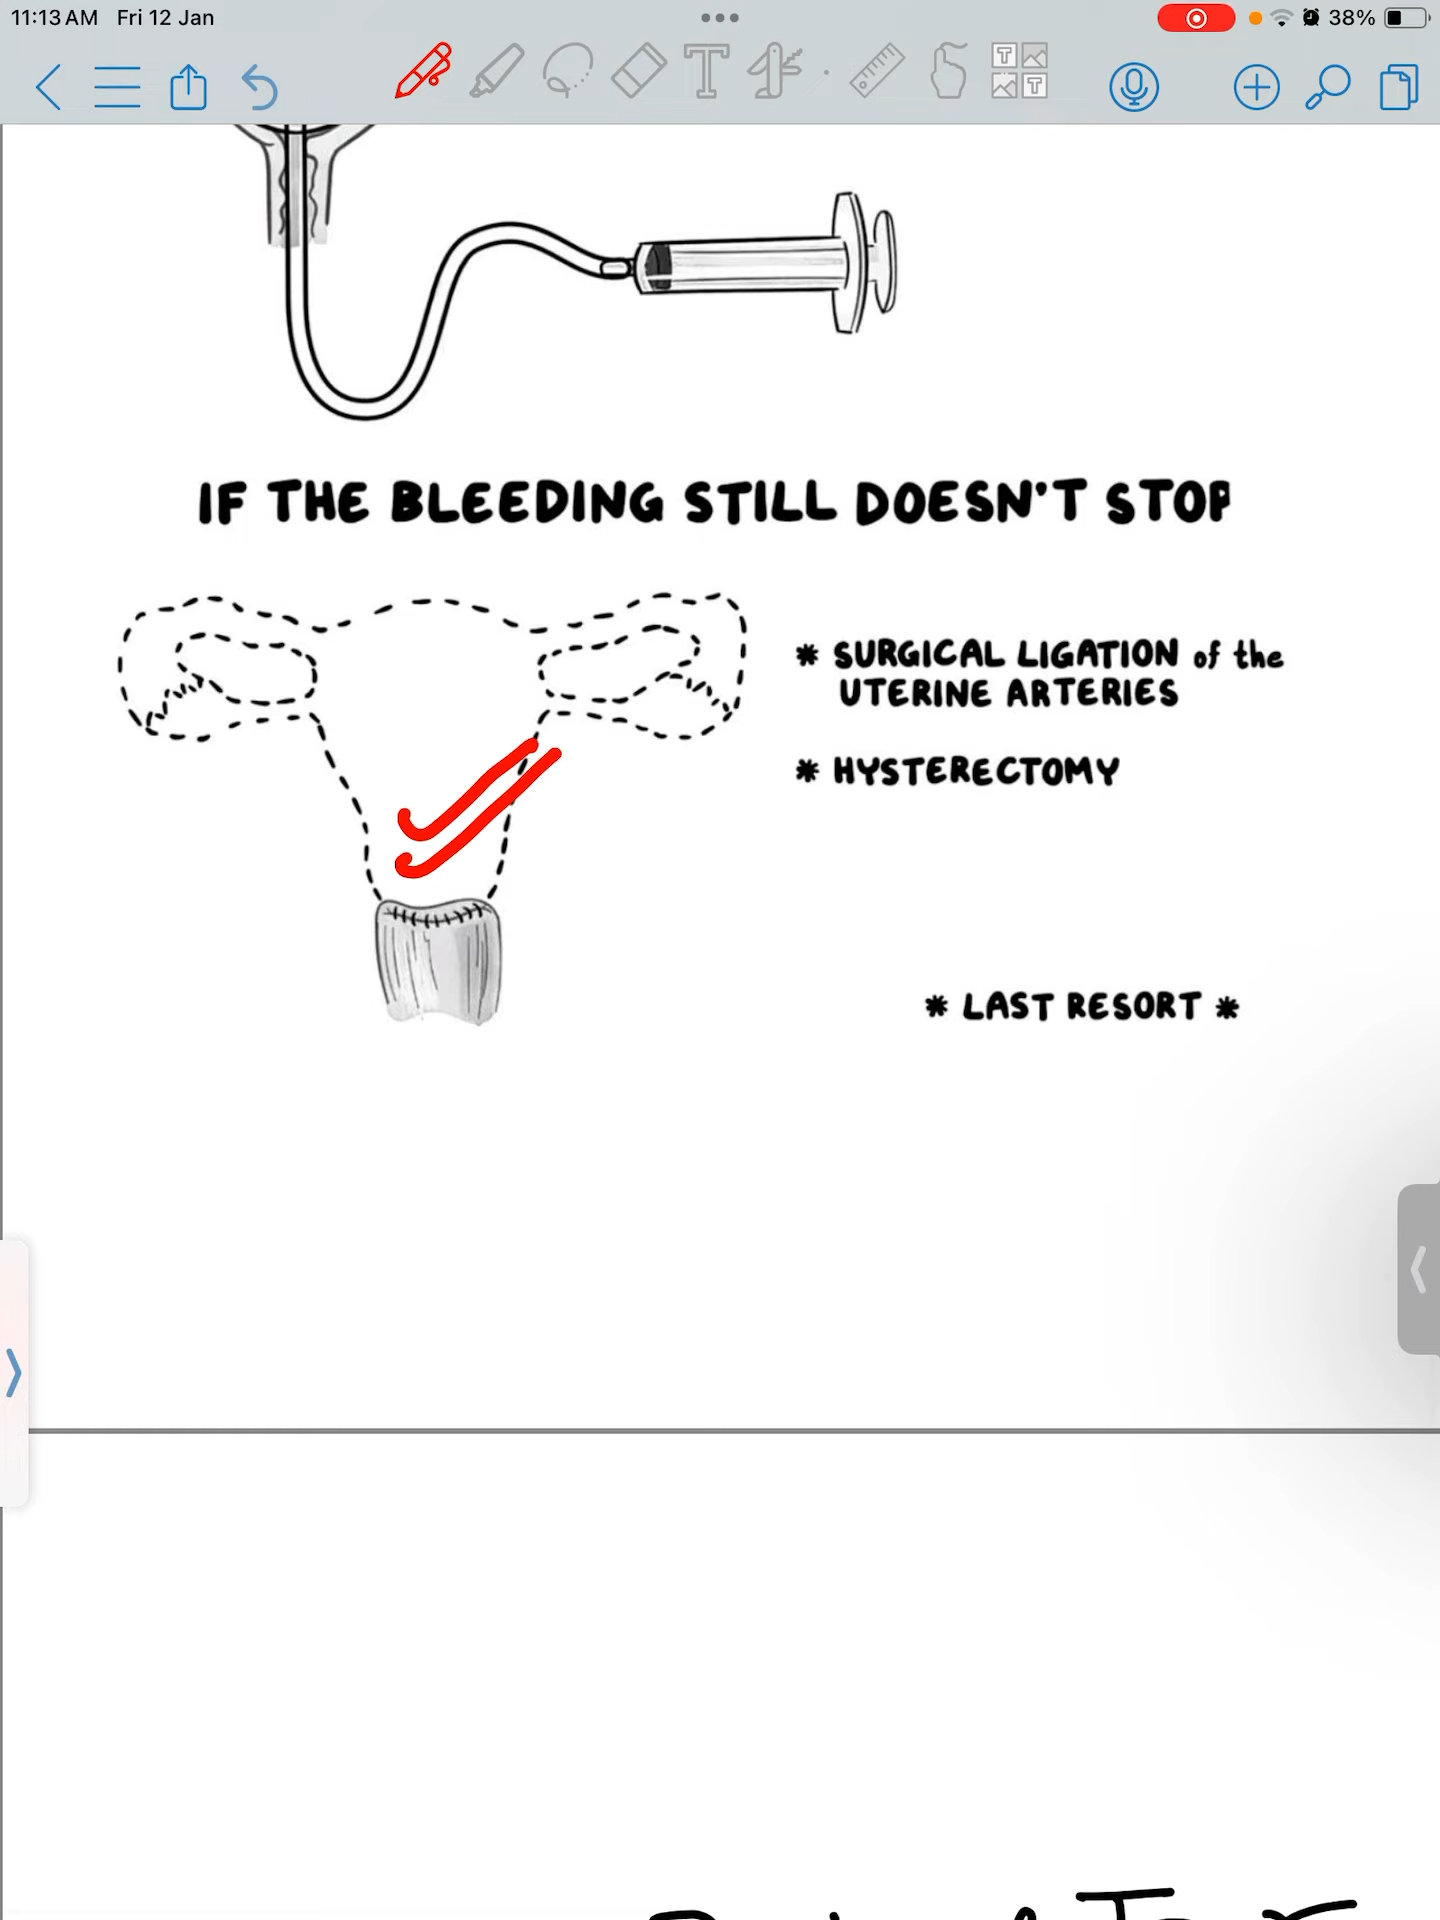 11:13 AM Fri 12 Jan
38%
IF THE BLEEDING STILL DOESN'T STOP
* SURGICAL LIGATION of the
UTERINE ARTERIES
* HYSTERECTOMY
* LAST RESORT *